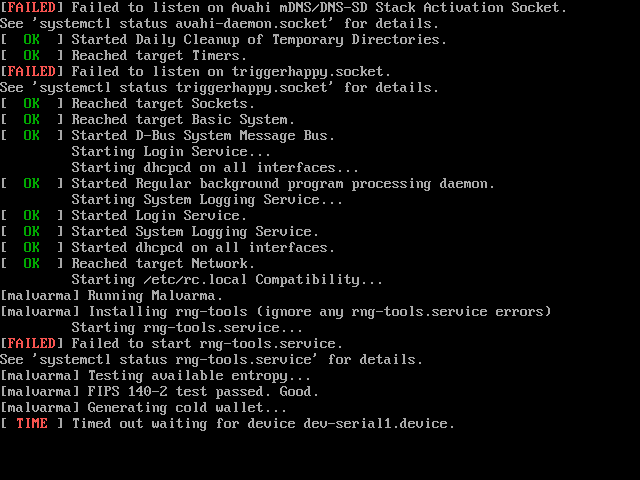 [FAILED] Failed to listen on Avahi mDNS/DNS-SD Stack Activation Socket.
See 'systemctl status avahi-daemon.socket' for details.
[  OK  ] Started Daily Cleanup of Temporary Directories.
[  OK  ] Reached target Timers.
[FAILED] Failed to listen on triggerhappy.socket.
See 'systemctl status triggerhappy.socket' for details.
[  OK  ] Reached target Sockets.
[  OK  ] Reached target Basic System.
[  OK  ] Started D-Bus System Message Bus.
         Starting Login Service...
         Starting dhcpcd on all interfaces...
[  OK  ] Started Regular background program processing daemon.
         Starting System Logging Service...
[  OK  ] Started Login Service.
[  OK  ] Started System Logging Service.
[  OK  ] Started dhcpcd on all interfaces.
[  OK  ] Reached target Network.
         Starting /etc/rc.local Compatibility...
[malvarma] Running Malvarma.
[malvarma] Installing rng-tools (ignore any rng-tools.service errors)
         Starting rng-tools.service...
[FAILED] Failed to start rng-tools.service.
See 'systemctl status rng-tools.service' for details.
[malvarma] Testing available entropy...
[malvarma] FIPS 140-2 test passed. Good.
[malvarma] Generating cold wallet...
[ TIME ] Timed out waiting for device dev-serial1.device.